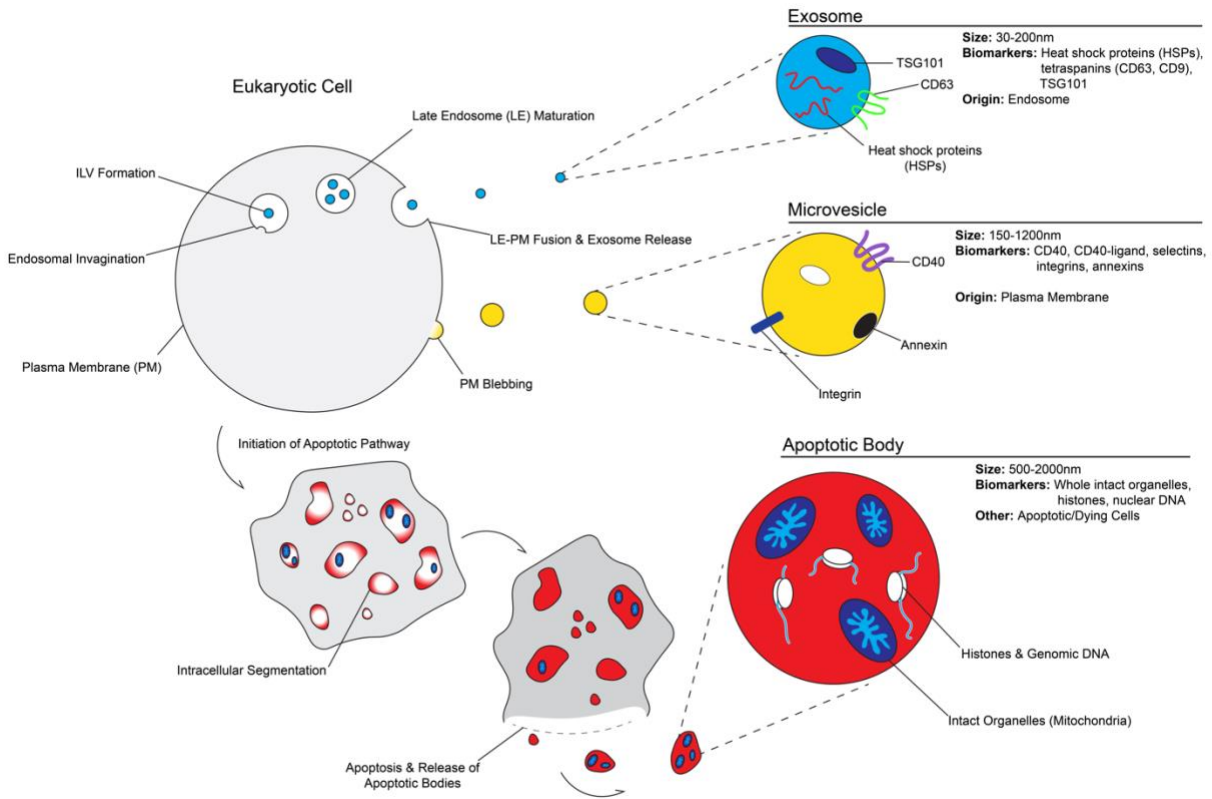 Eukaryotic Cell
Late Endosome (LE) Maturation
ILV Formation
Endosomal Invagination
LE-PM Fusion & Exosome Release
Plasma Membrane (PM)
PM Blebbing
Exosome
TSG101
CD63
Heat shock proteins
(HSPs)
Size: 30-200nm
Biomarkers: Heat shock proteins (HSPs),
tetraspanins (CD63, CD9),
TSG101
Origin: Endosome
Microvesicle
CD40
Annexin
Integrin
Size: 150-1200nm
Biomarkers: CD40, CD40-ligand, selectins,
integrins, annexins
Origin: Plasma Membrane
Initiation of Apoptotic Pathway
Intracellular Segmentation
Apoptosis & Release of
Apoptotic Bodies
Apoptotic Body
Size: 500-2000nm
Biomarkers: Whole intact organelles,
histones, nuclear DNA
Other: Apoptotic/Dying Cells
Histones & Genomic DNA
Intact Organelles (Mitochondria)